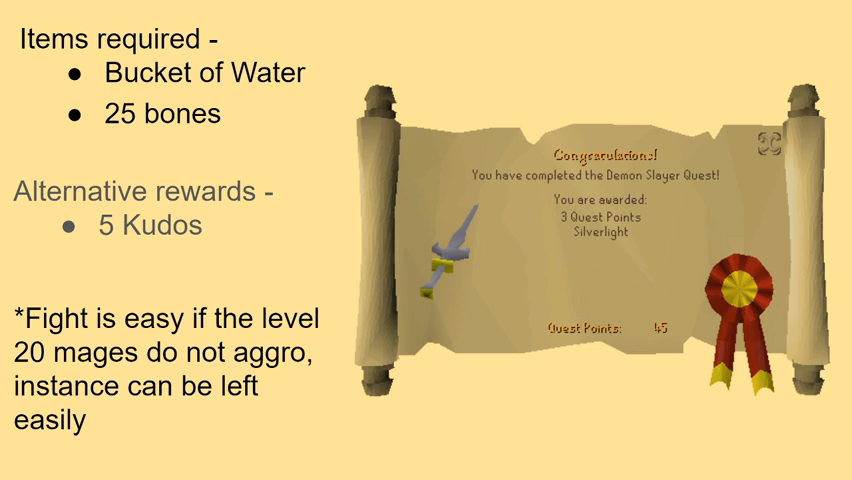 Items required -
● Bucket of Water
● 25 bones
Alternative rewards -
● 5 Kudos
*Fight is easy if the level
20 mages do not aggro,
instance can be left
easily
Congratulations!
You have completed the Demon Slayer Quest!
You are awarded:
3 Quest Points
Silverlight
Quest Points: 45